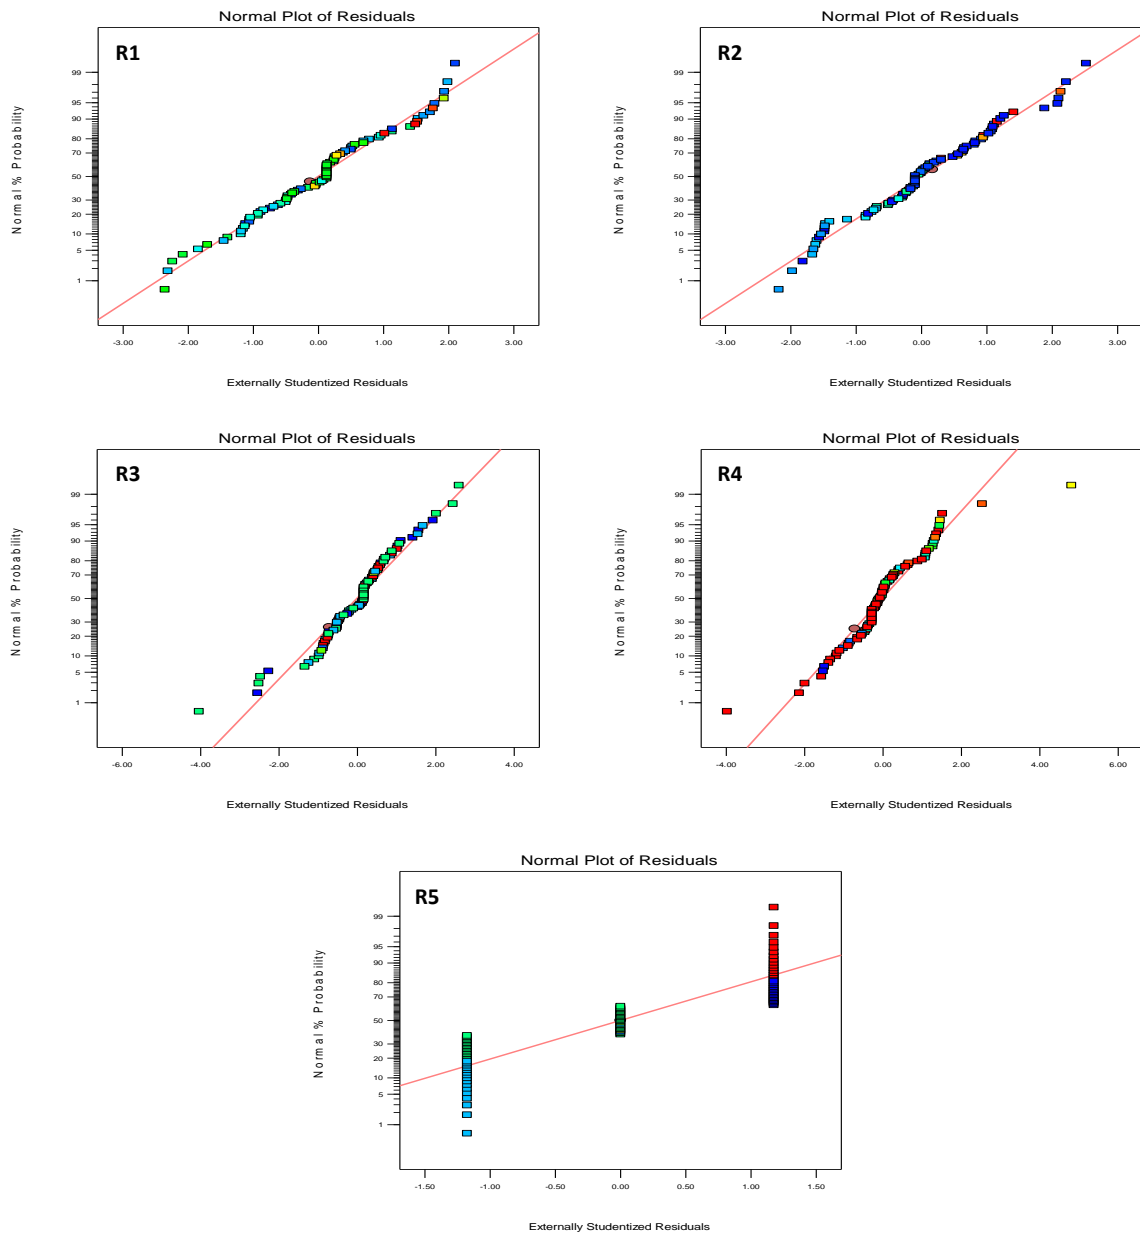 Normal Plot of Residuals
R1
Normal % Probability
99
95
90
80
70
50
30
20
10
5
1
-3.00 -2.00 -1.00 0.00 1.00 2.00 3.00
Externally Studentized Residuals
Normal Plot of Residuals
R2
Normal % Probability
99
95
90
80
70
50
30
20
10
5
1
-3.00 -2.00 -1.00 0.00 1.00 2.00 3.00
Externally Studentized Residuals
Normal Plot of Residuals
R3
Normal % Probability
99
95
90
80
70
50
30
20
10
5
1
-6.00 -4.00 -2.00 0.00 2.00 4.00
Externally Studentized Residuals
Normal Plot of Residuals
R4
Normal % Probability
99
95
90
80
70
50
30
20
10
5
1
-4.00 -2.00 0.00 2.00 4.00 6.00
Externally Studentized Residuals
Normal Plot of Residuals
R5
Normal % Probability
99
95
90
80
70
50
30
20
10
5
1
-1.50 -1.00 -0.50 0.00 0.50 1.00 1.50
Externally Studentized Residuals